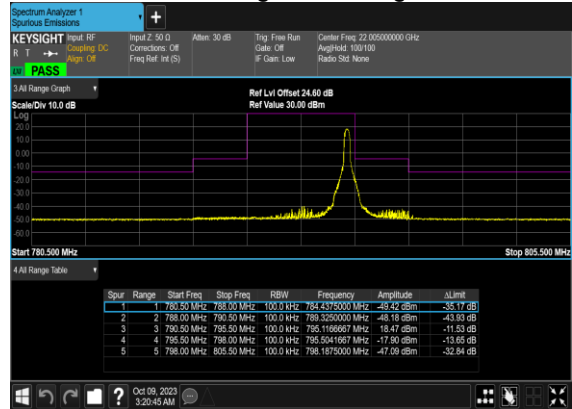 Spectrum Analyzer 1
Spurious Emissions
+
KEYSIGHT Input: RF
R T Coupling: DC
Align: Off
Input Z: 50 Ω
Corrections: Off
Freq Ref: Int (S)
Atten: 30 dB
Trig: Free Run
Gate: Off
IF Gain: Low
Center Freq: 22.005000000 GHz
Avg|Hold: 100/100
Radio Std: None
PASS
3 All Range Graph
Ref Lvl Offset 24.60 dB
Scale/Div 10.0 dB
Ref Value 30.00 dBm
Log
20.0
10.0
0.00
-10.0
-20.0
-30.0
-40.0
-50.0
-60.0
Start 780.500 MHz
Stop 805.500 MHz
4 All Range Table
Spur Range Start Freq Stop Freq RBW Frequency Amplitude ΔLimit
1 1 780.50 MHz 788.00 MHz 100.0 kHz 784.4375000 MHz -49.42 dBm -35.17 dB
2 2 788.00 MHz 790.50 MHz 100.0 kHz 789.3250000 MHz -48.18 dBm -43.93 dB
3 3 790.50 MHz 795.50 MHz 100.0 kHz 795.1166667 MHz 18.47 dBm -11.53 dB
4 4 795.50 MHz 798.00 MHz 100.0 kHz 795.5041667 MHz -17.90 dBm -13.65 dB
5 5 798.00 MHz 805.50 MHz 100.0 kHz 798.1875000 MHz -47.09 dBm -32.84 dB
?
Oct 09, 2023
3:20:45 AM